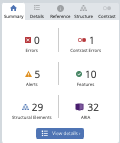 Summary Details Reference Structure Contrast
0 1
Errors Contrast Errors
5 10
Alerts Features
29 32
Structural Elements ARIA
View details ›